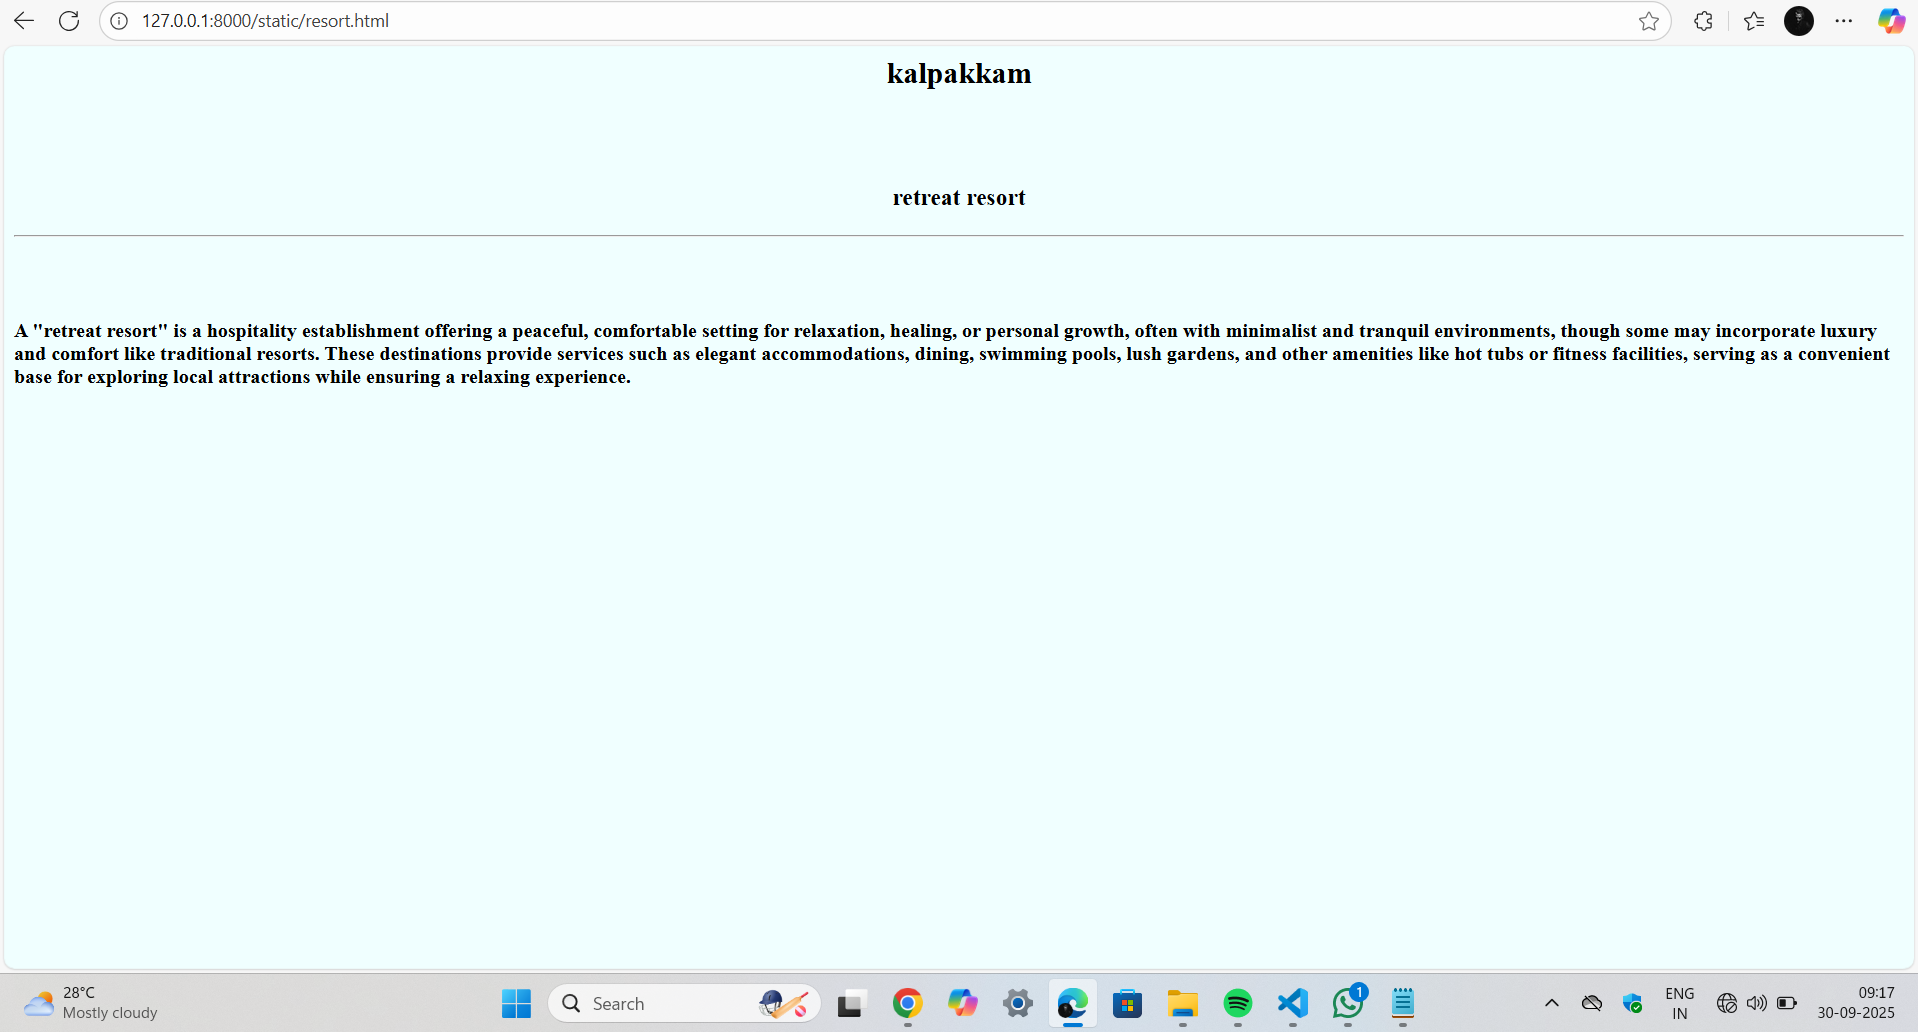 127.0.0.1:8000/static/resort.html
kalpakkam
retreat resort
A "retreat resort" is a hospitality establishment offering a peaceful, comfortable setting for relaxation, healing, or personal growth, often with minimalist and tranquil environments, though some may incorporate luxury
and comfort like traditional resorts. These destinations provide services such as elegant accommodations, dining, swimming pools, lush gardens, and other amenities like hot tubs or fitness facilities, serving as a convenient
base for exploring local attractions while ensuring a relaxing experience.
28°C
Mostly cloudy
Search
1
ENG
IN
09:17
30-09-2025